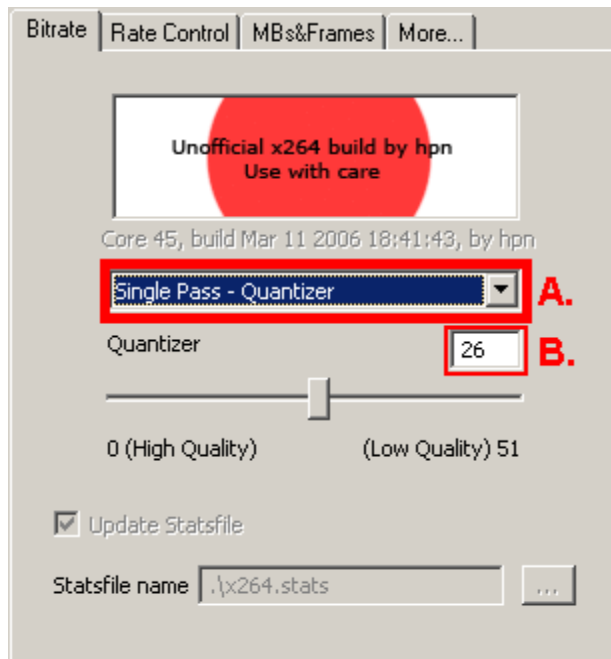 Bitrate Rate Control MBs&Frames More...
Unofficial x264 build by hpn
Use with care
Core 45, build Mar 11 2006 18:41:43, by hpn
Single Pass - Quantizer A.
Quantizer 26 B.
0 (High Quality) (Low Quality) 51
Update Statsfile
Statsfile name .\x264.stats ...